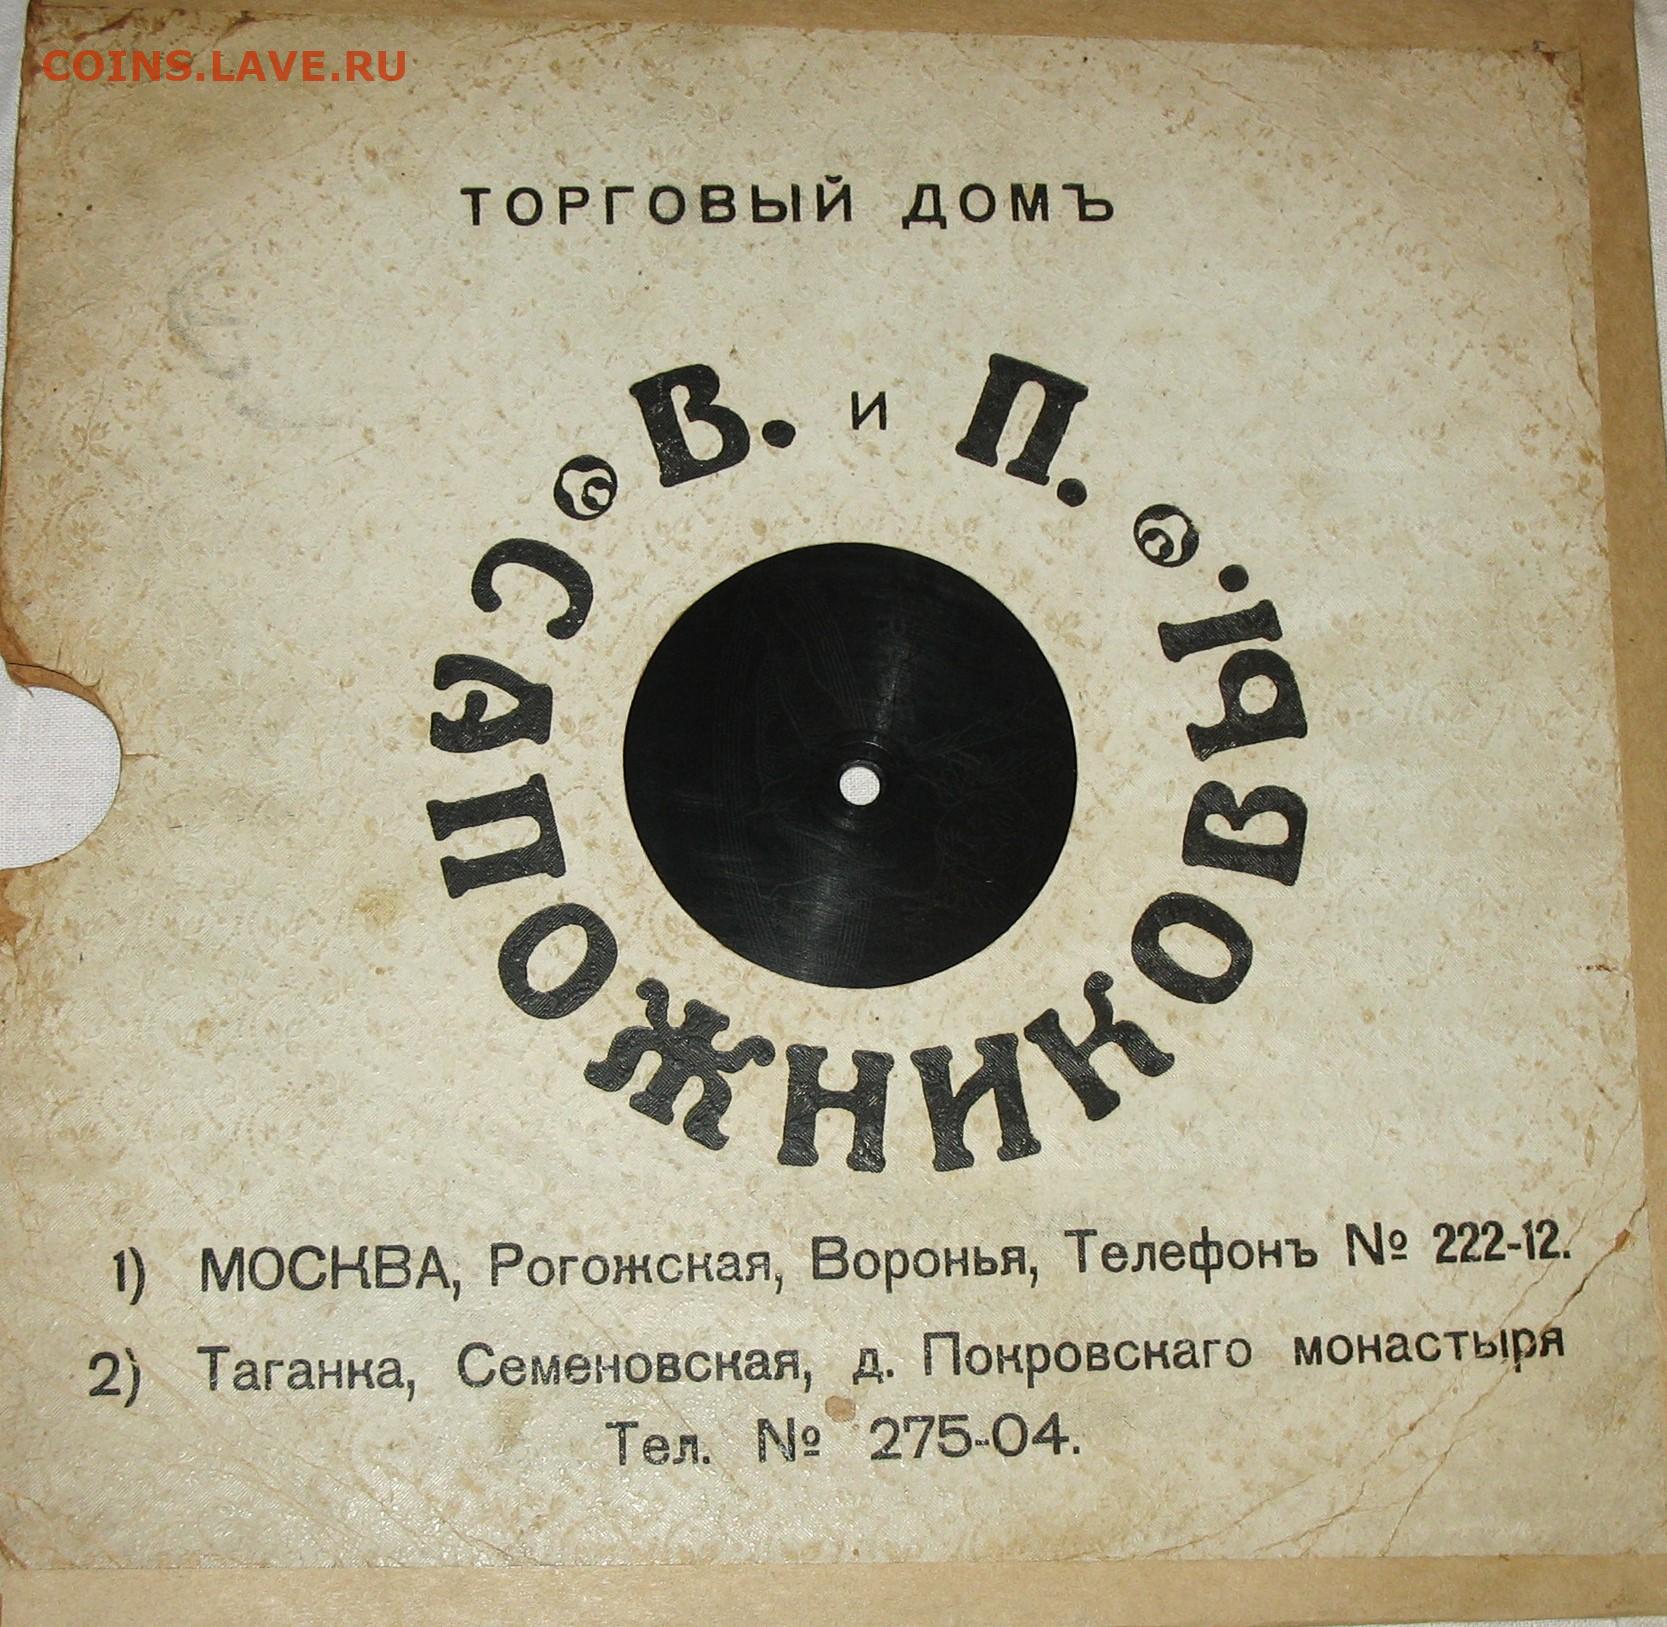 COINS.LAVE.RU
ТОРГОВЫЙ ДОМЪ
В. и П.
САПОЖНИКОВЫ.
1) МОСКВА, Рогожская, Воронья, Телефонъ № 222-12.
2) Таганка, Семеновская, д. Покровскаго монастыря
Тел. № 275-04.